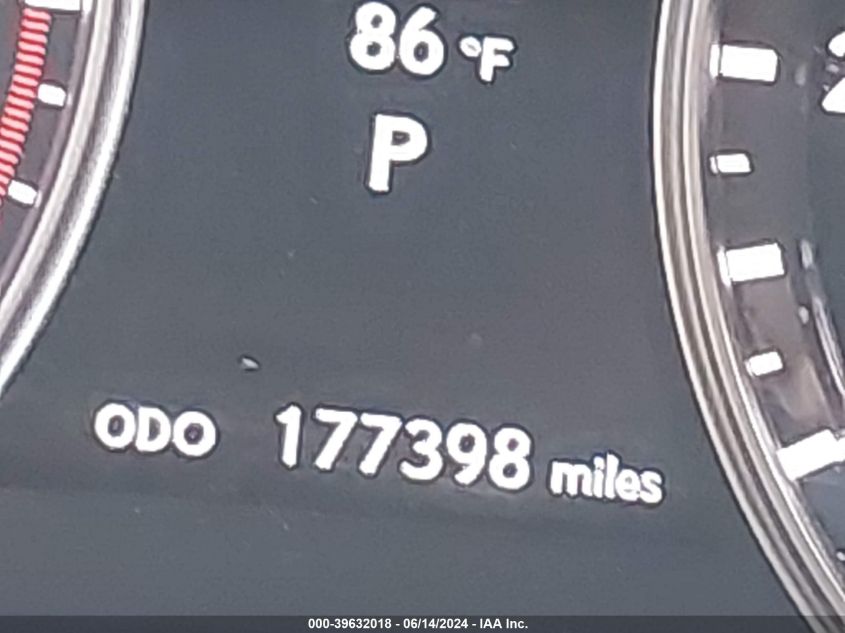 86 °F
P
ODO 177398 miles
000-39632018 - 06/14/2024 - IAA Inc.